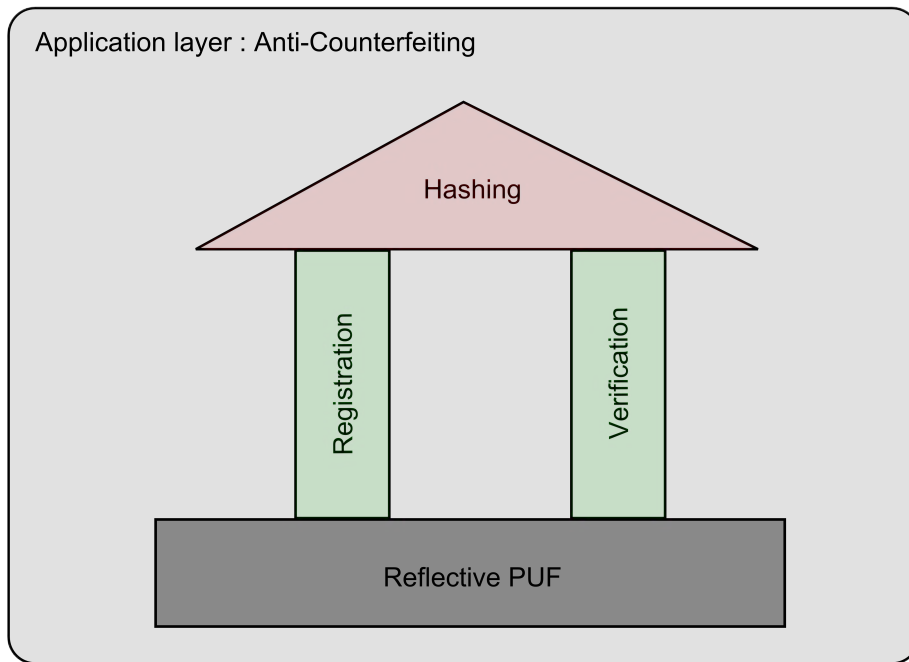 Application layer : Anti-Counterfeiting
Hashing
Registration
Verification
Reflective PUF